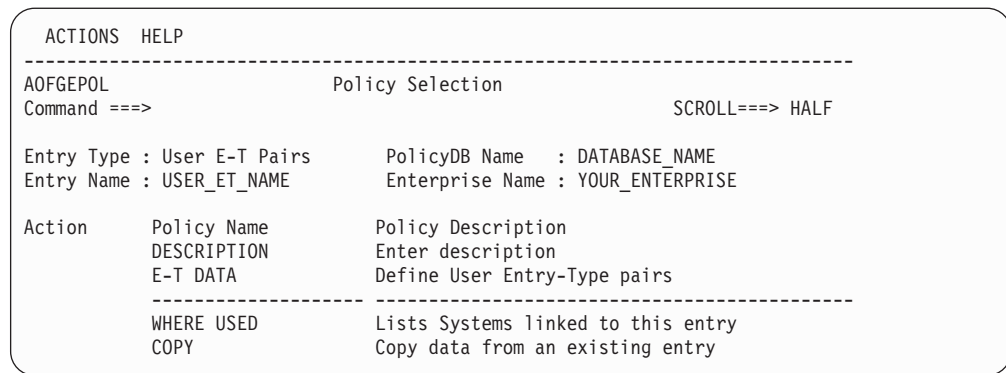 ACTIONS HELP
-------------------------------------------------------------------------------
AOFGEPOL Policy Selection
Command ===> SCROLL===> HALF
Entry Type : User E-T Pairs PolicyDB Name : DATABASE_NAME
Entry Name : USER_ET_NAME Enterprise Name : YOUR_ENTERPRISE
Action Policy Name Policy Description
DESCRIPTION Enter description
E-T DATA Define User Entry-Type pairs
-------------------- ---------------------------------------------
WHERE USED Lists Systems linked to this entry
COPY Copy data from an existing entry